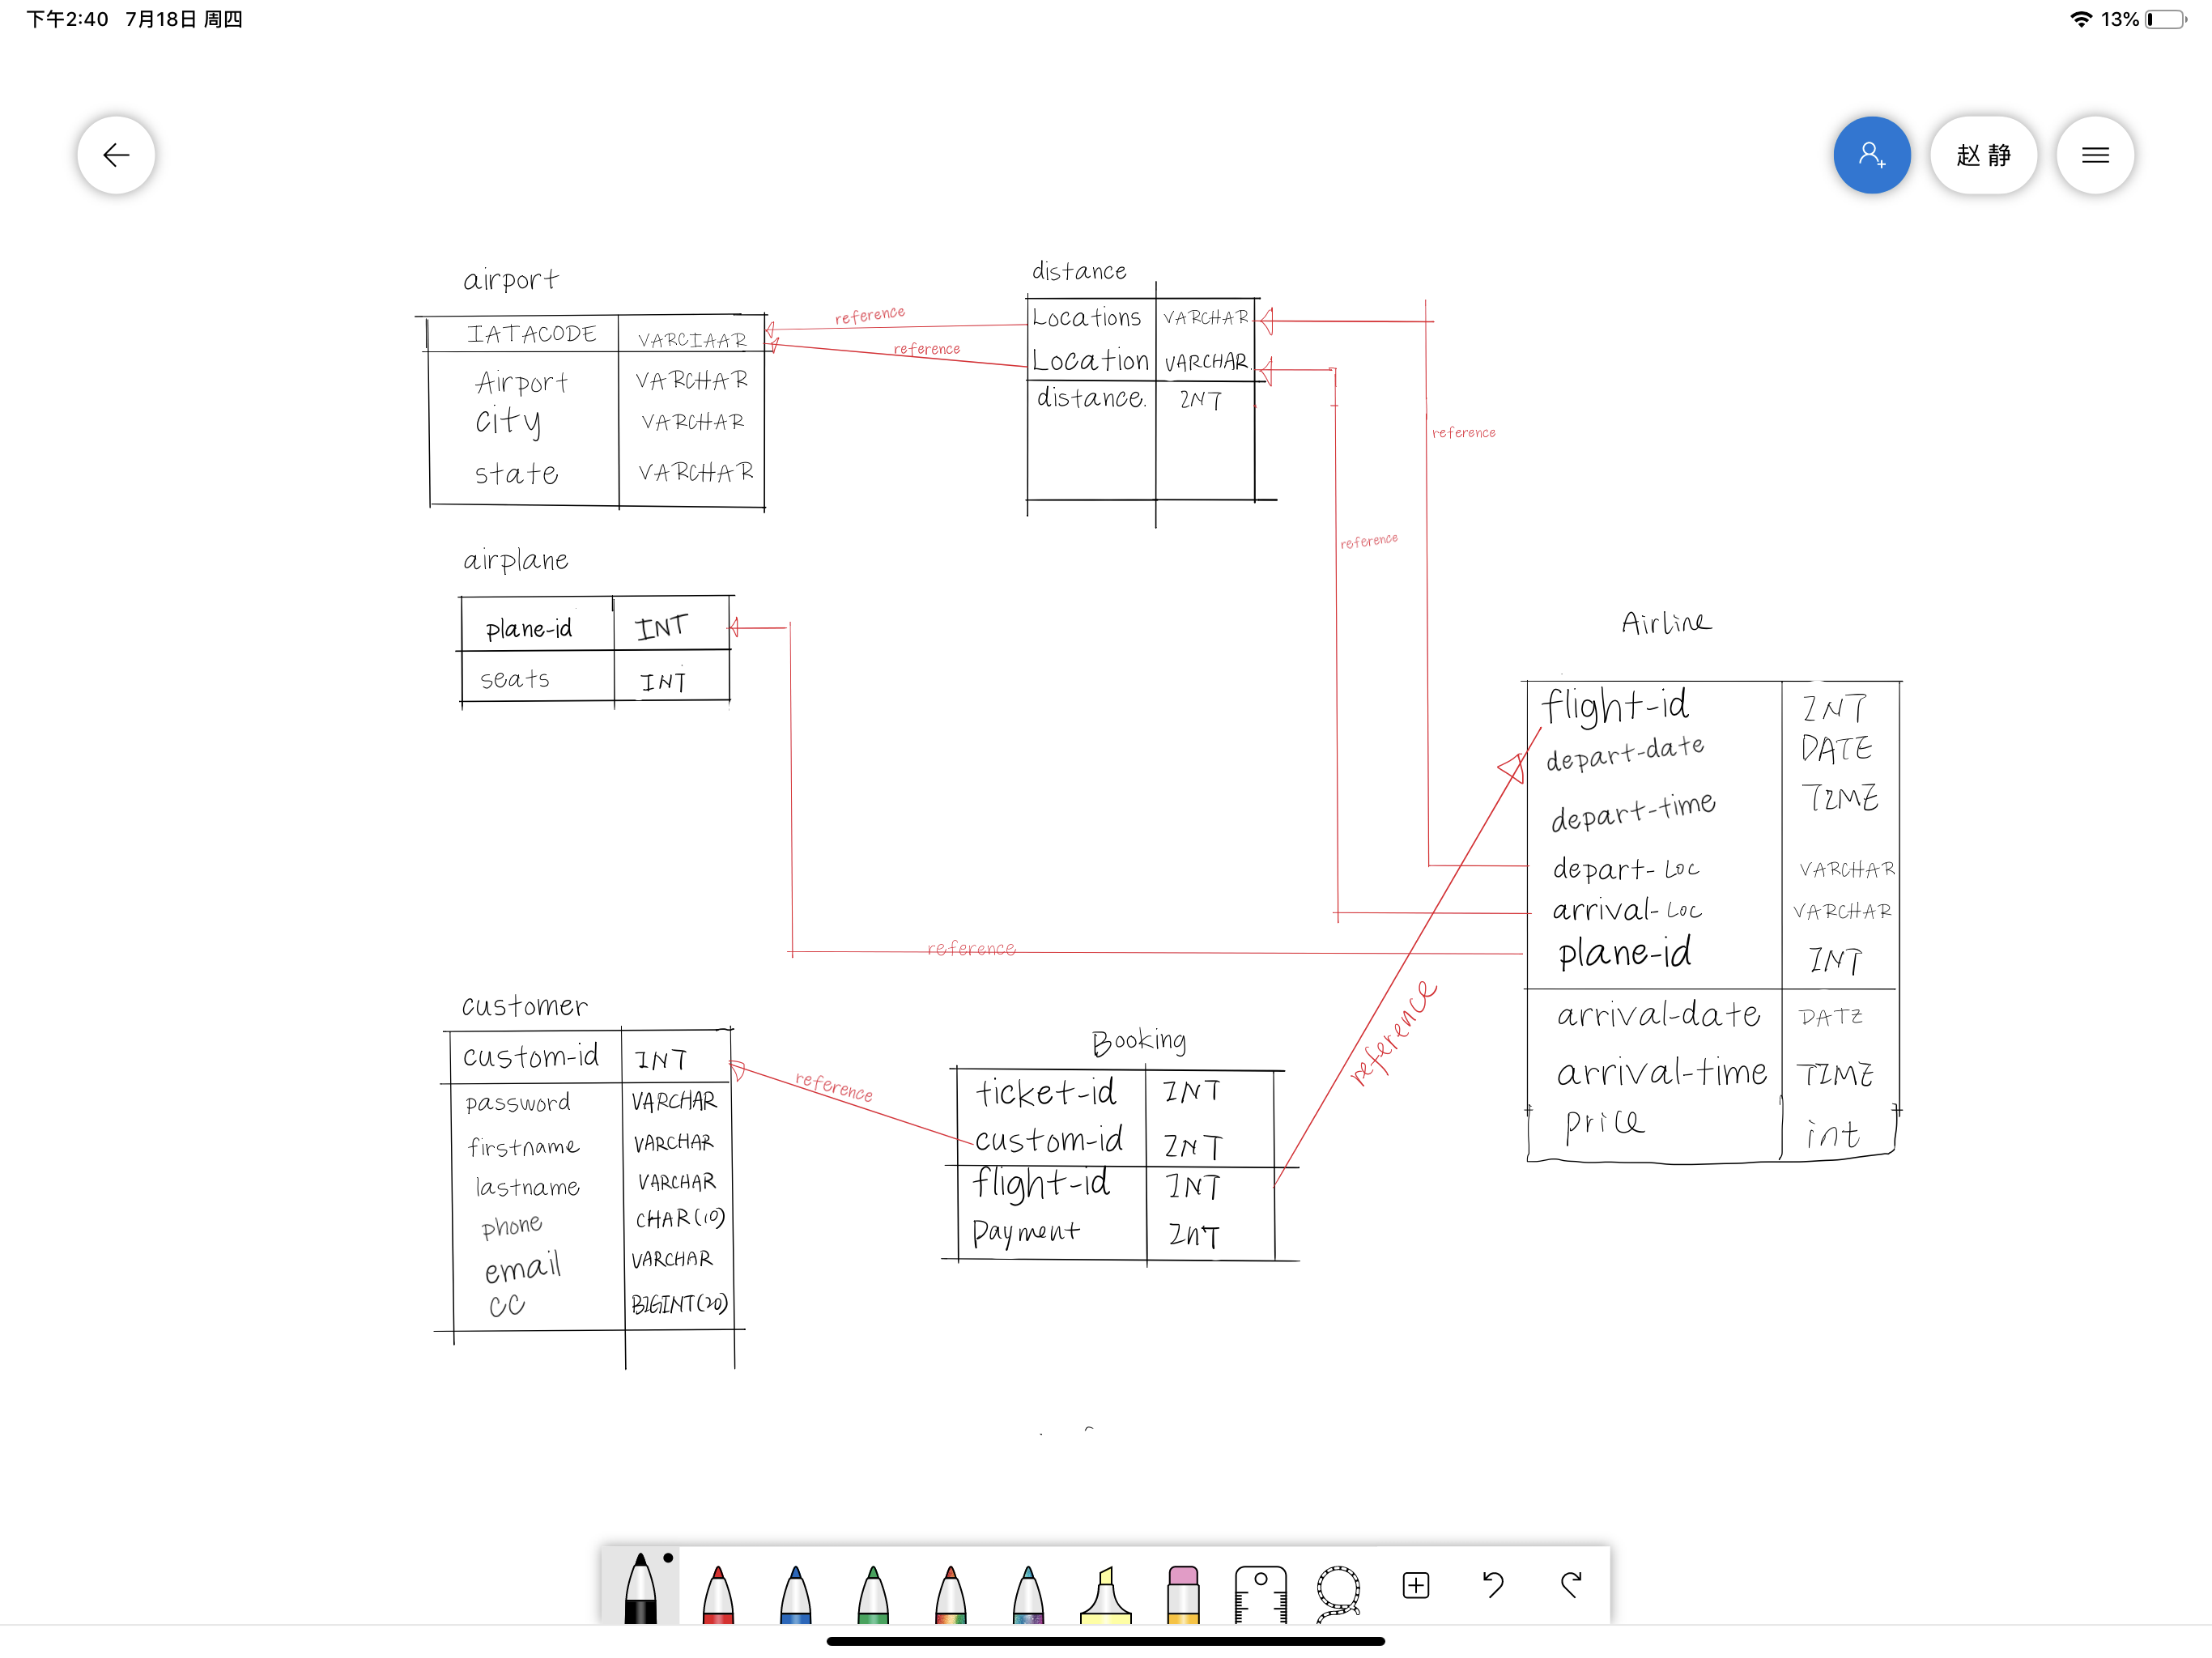 下午2:40 7月18日 周四
13%
赵 静
airport
IATACODE VARCIAAR
Airport VARCHAR
city VARCHAR
state VARCHAR
reference
reference
distance
Locations VARCHAR
Location VARCHAR.
distance. INT
reference
reference
airplane
plane-id INT
seats INT
Airline
flight-id INT
depart-date DATE
depart-time TIME
depart-Loc VARCHAR
arrival-Loc VARCHAR
plane-id INT
arrival-date DATE
arrival-time TIME
price int
reference
reference
customer
custom-id INT
password VARCHAR
firstname VARCHAR
lastname VARCHAR
phone CHAR(10)
email VARCHAR
CC BIGINT(20)
reference
Booking
ticket-id INT
custom-id INT
flight-id INT
Payment InT